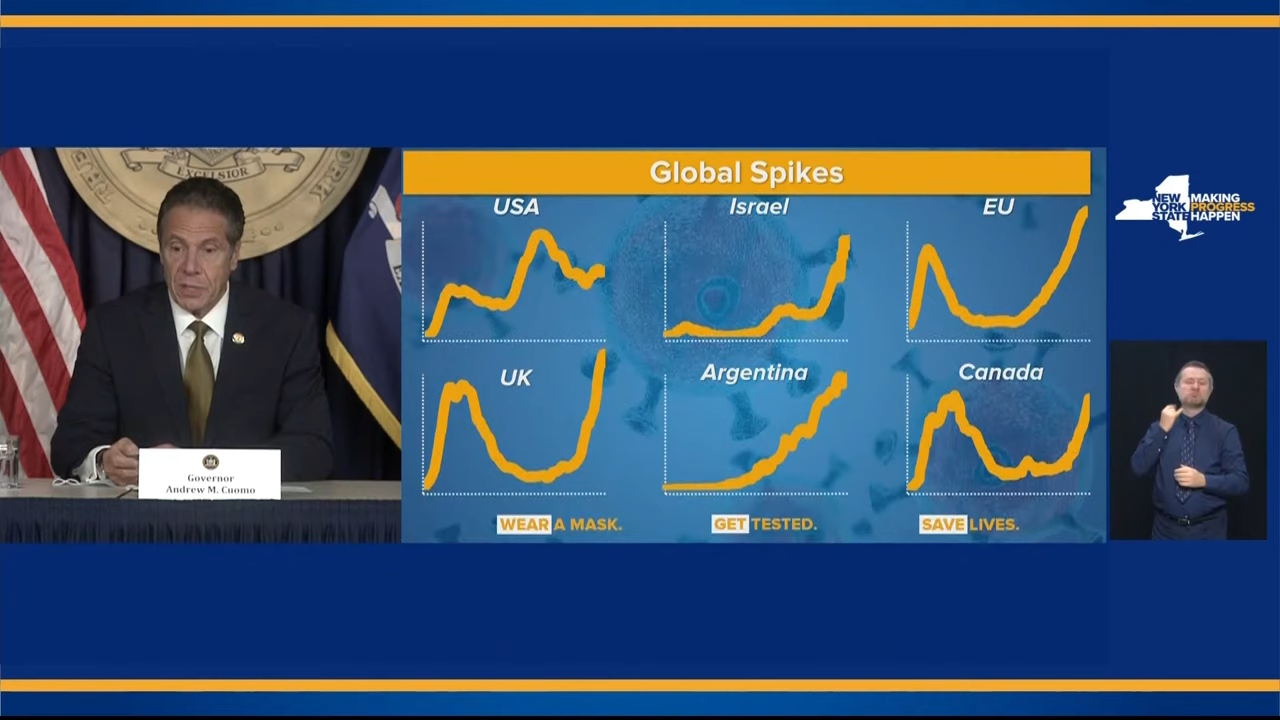 EXCELSIOR
Governor
Andrew M. Cuomo
Global Spikes
USA
Israel
EU
UK
Argentina
Canada
WEAR A MASK.
GET TESTED.
SAVE LIVES.
NEW
YORK
STATE
MAKING
PROGRESS
HAPPEN